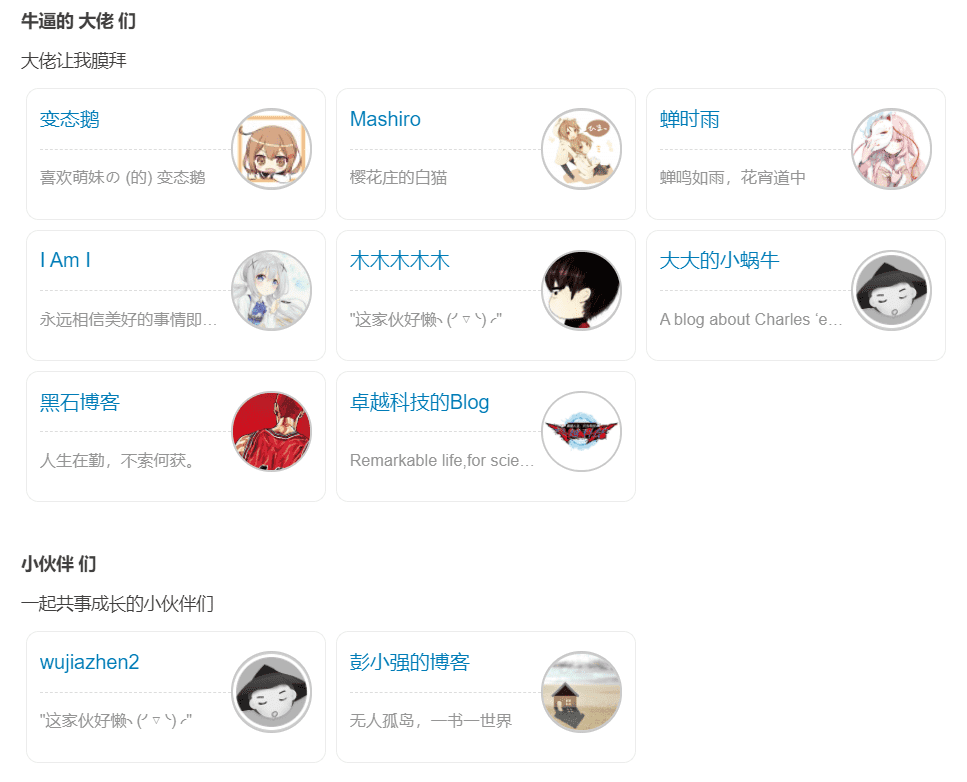 牛逼的 大佬 们
大佬让我膜拜
变态鹅
喜欢萌妹の (的) 变态鹅
Mashiro
樱花庄的白猫
蝉时雨
蝉鸣如雨，花宵道中
I Am I
永远相信美好的事情即…
木木木木木
"这家伙好懒ヽ(ˊ▽ˋ)ˊ"
大大的小蜗牛
A blog about Charles ‘e…
黑石博客
人生在勤，不索何获。
卓越科技的Blog
Remarkable life,for scie…
小伙伴 们
一起共事成长的小伙伴们
wujiazhen2
"这家伙好懒ヽ(ˊ▽ˋ)ˊ"
彭小强的博客
无人孤岛，一书一世界